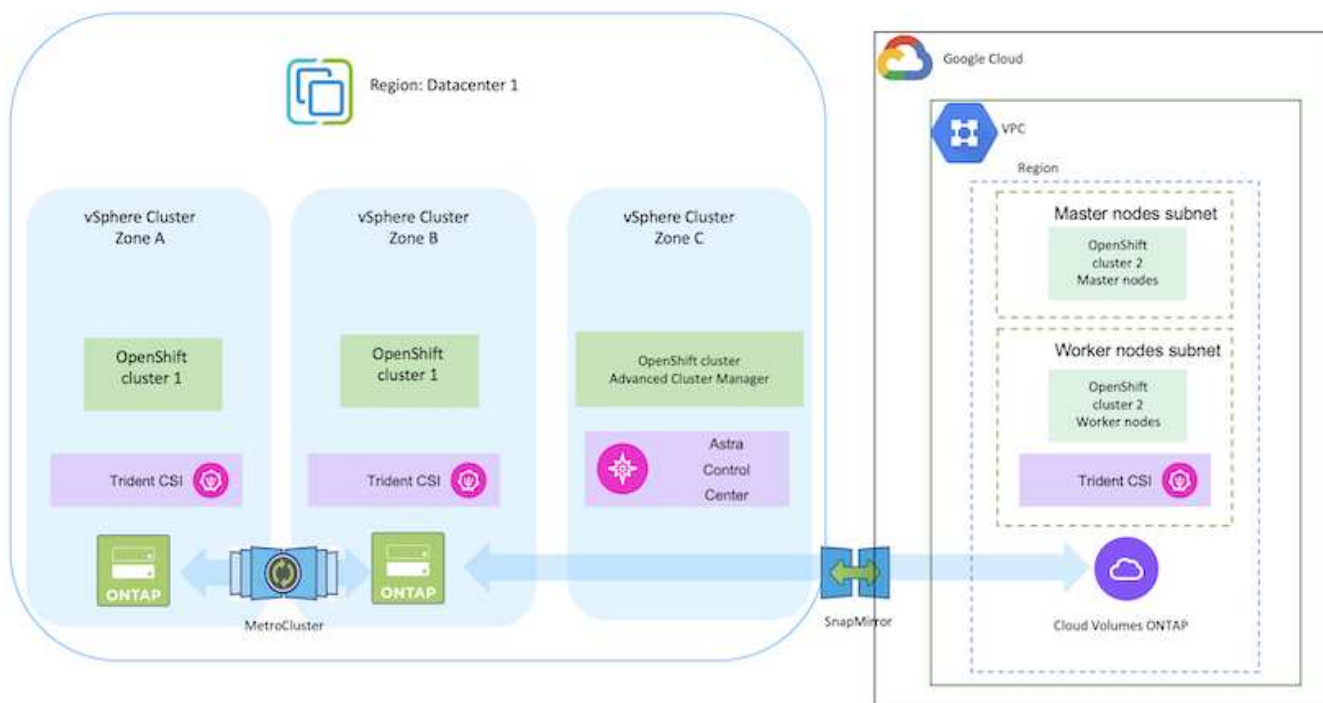 Region: Datacenter 1
Google Cloud
VPC
Region
vSphere Cluster
Zone A
vSphere Cluster
Zone B
vSphere Cluster
Zone C
Master nodes subnet
OpenShift
cluster 2
Master nodes
OpenShift
cluster 1
OpenShift
cluster 1
OpenShift cluster
Advanced Cluster Manager
Worker nodes subnet
OpenShift
cluster 2
Worker nodes
Trident CSI
Trident CSI
Astra
Control
Center
Trident CSI
ONTAP
ONTAP
MetroCluster
SnapMirror
Cloud Volumes ONTAP